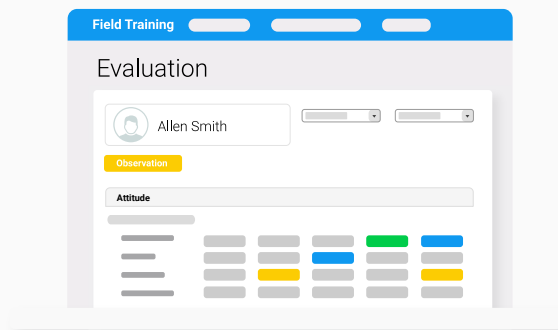 Field Training
Evaluation
Allen Smith
Observation
Attitude